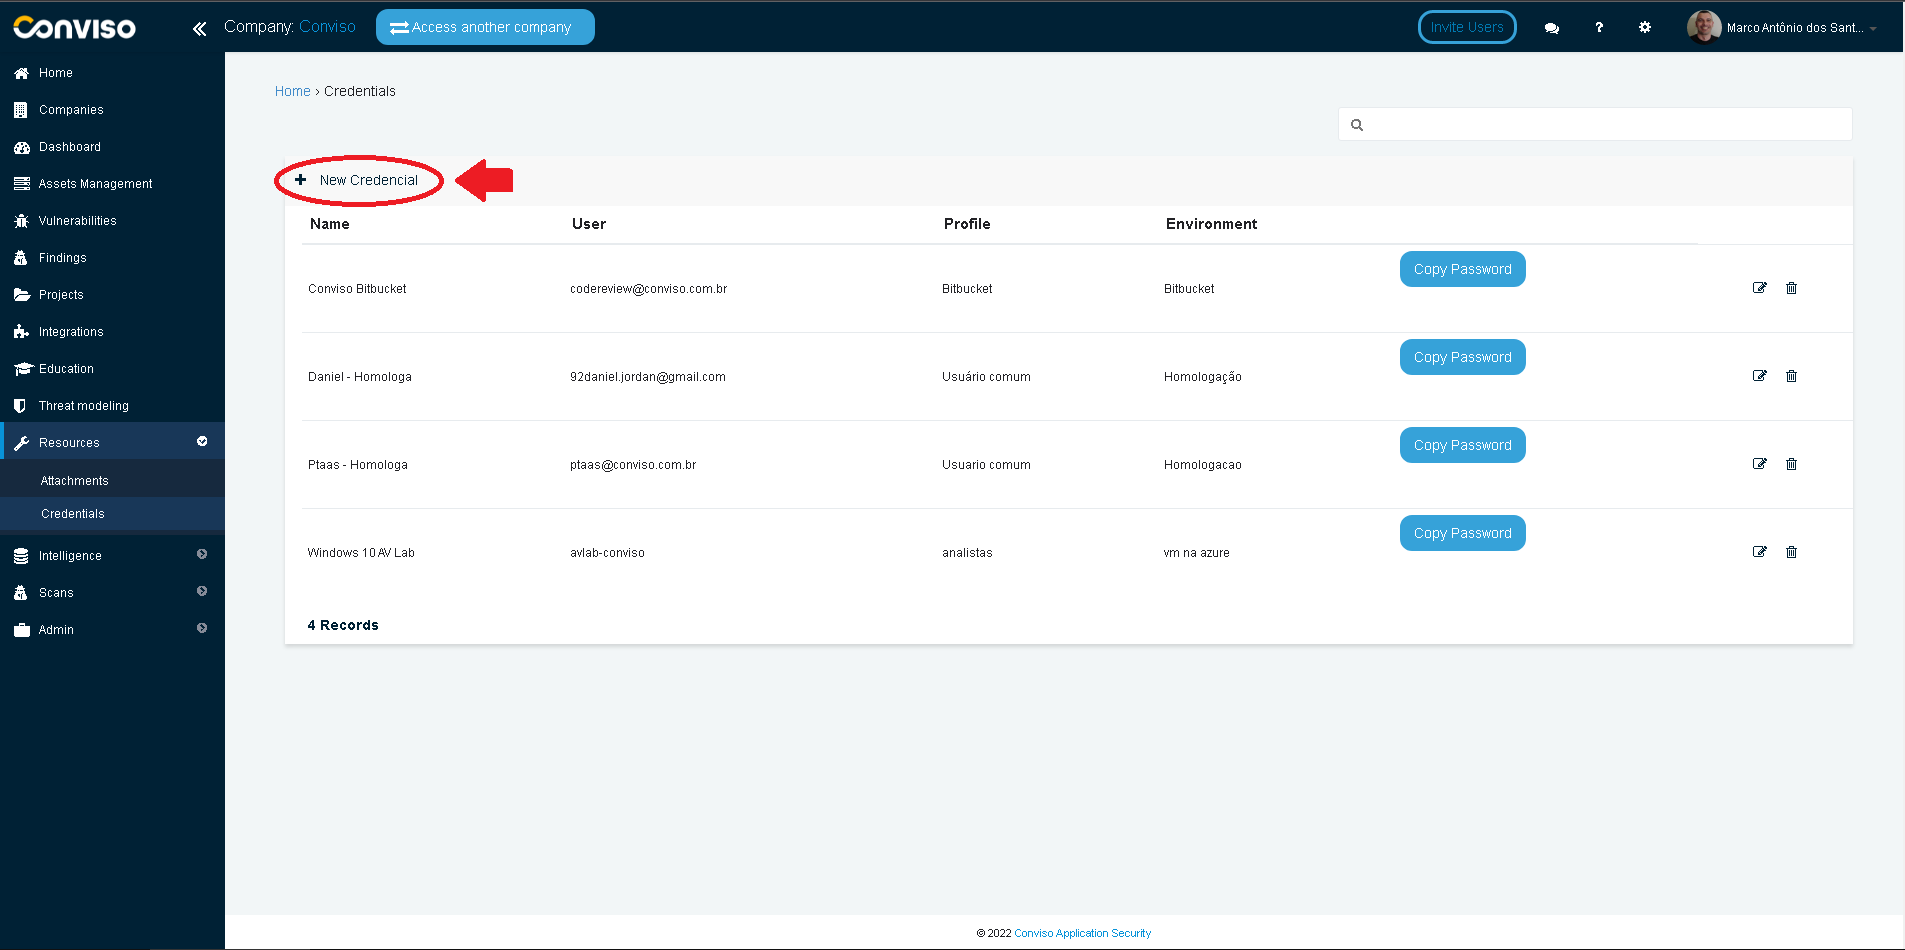 Conviso
Company: Conviso
Access another company
Invite Users
?
Marco Antônio dos Sant...
Home
Companies
Dashboard
Assets Management
Vulnerabilities
Findings
Projects
Integrations
Education
Threat modeling
Resources
Attachments
Credentials
Intelligence
Scans
Admin
Home › Credentials
+ New Credencial
Name User Profile Environment
Conviso Bitbucket codereview@conviso.com.br Bitbucket Bitbucket Copy Password
Daniel - Homologa 92daniel.jordan@gmail.com Usuário comum Homologação Copy Password
Ptaas - Homologa ptaas@conviso.com.br Usuario comum Homologacao Copy Password
Windows 10 AV Lab avlab-conviso analistas vm na azure Copy Password
4 Records
© 2022 Conviso Application Security